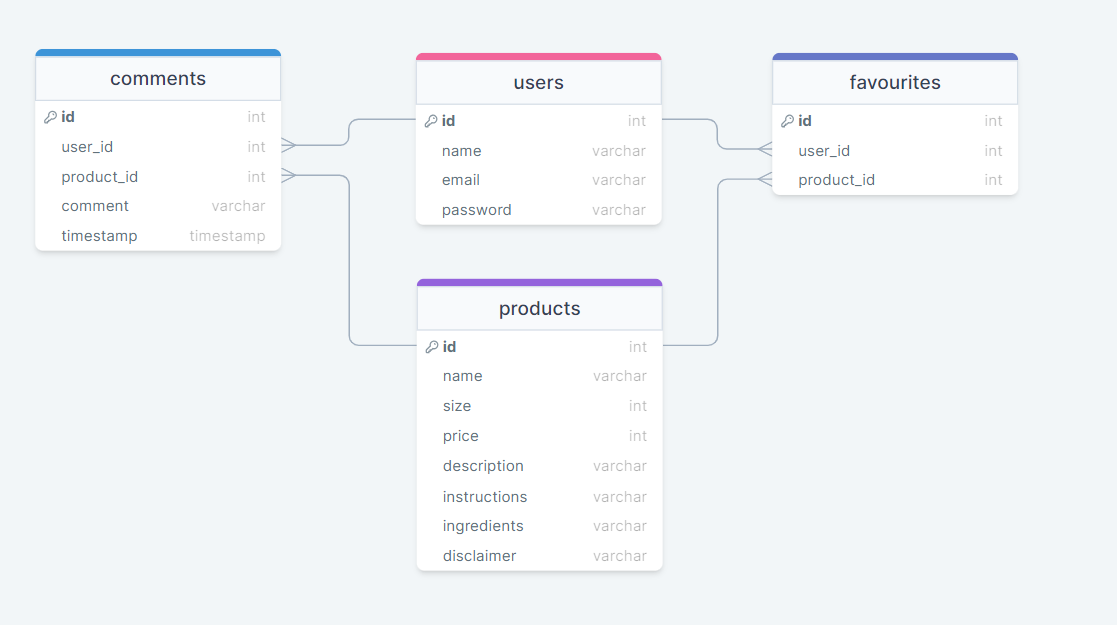 comments
id int
user_id int
product_id int
comment varchar
timestamp timestamp
users
id int
name varchar
email varchar
password varchar
favourites
id int
user_id int
product_id int
products
id int
name varchar
size int
price int
description varchar
instructions varchar
ingredients varchar
disclaimer varchar